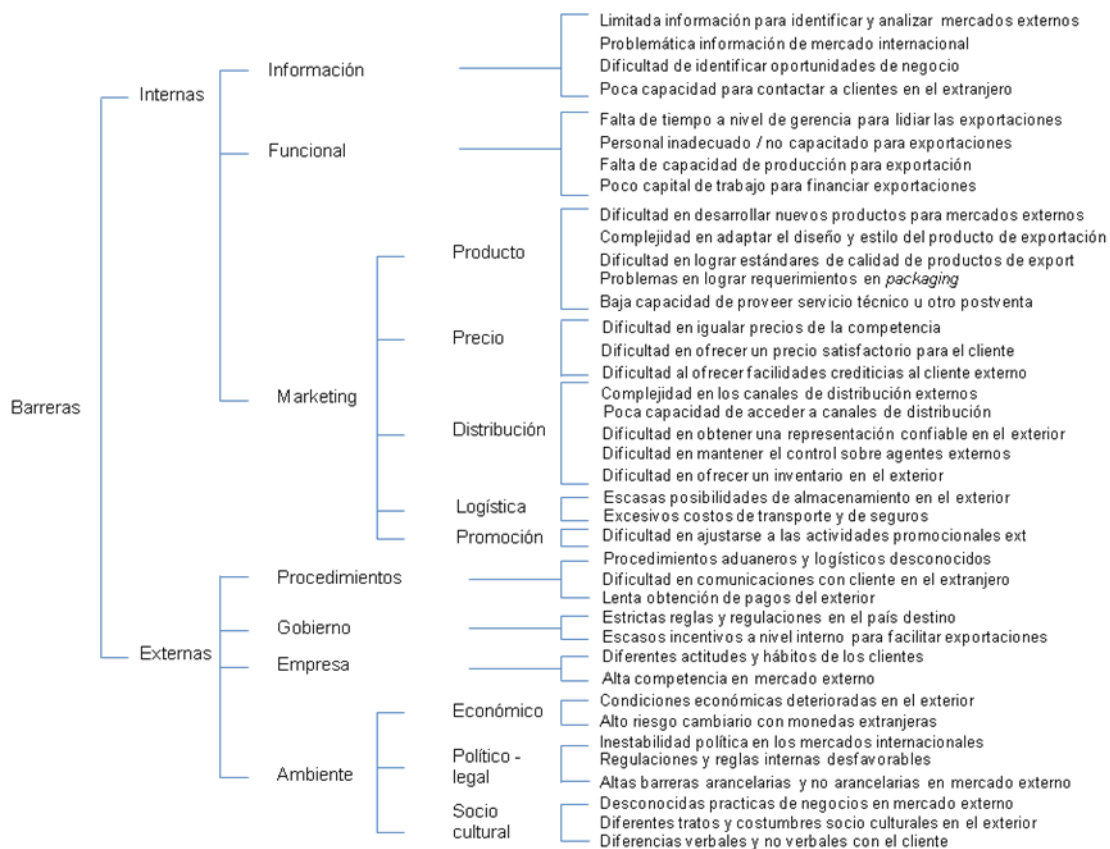 Barreras
Internas
Información
Limitada información para identificar y analizar mercados externos
Problemática información de mercado internacional
Dificultad de identificar oportunidades de negocio
Poca capacidad para contactar a clientes en el extranjero
Funcional
Falta de tiempo a nivel de gerencia para lidiar las exportaciones
Personal inadecuado / no capacitado para exportaciones
Falta de capacidad de producción para exportación
Poco capital de trabajo para financiar exportaciones
Marketing
Producto
Dificultad en desarrollar nuevos productos para mercados externos
Complejidad en adaptar el diseño y estilo del producto de exportación
Dificultad en lograr estándares de calidad de productos de export
Problemas en lograr requerimientos en packaging
Baja capacidad de proveer servicio técnico u otro postventa
Precio
Dificultad en igualar precios de la competencia
Dificultad en ofrecer un precio satisfactorio para el cliente
Dificultad al ofrecer facilidades crediticias al cliente externo
Distribución
Complejidad en los canales de distribución externos
Poca capacidad de acceder a canales de distribución
Dificultad en obtener una representación confiable en el exterior
Dificultad en mantener el control sobre agentes externos
Dificultad en ofrecer un inventario en el exterior
Logística
Escasas posibilidades de almacenamiento en el exterior
Excesivos costos de transporte y de seguros
Promoción
Dificultad en ajustarse a las actividades promocionales ext
Externas
Procedimientos
Procedimientos aduaneros y logísticos desconocidos
Dificultad en comunicaciones con cliente en el extranjero
Lenta obtención de pagos del exterior
Gobierno
Estrictas reglas y regulaciones en el país destino
Escasos incentivos a nivel interno para facilitar exportaciones
Empresa
Diferentes actitudes y hábitos de los clientes
Alta competencia en mercado externo
Ambiente
Económico
Condiciones económicas deterioradas en el exterior
Alto riesgo cambiario con monedas extranjeras
Político -
legal
Inestabilidad política en los mercados internacionales
Regulaciones y reglas internas desfavorables
Altas barreras arancelarias y no arancelarias en mercado externo
Socio
cultural
Desconocidas practicas de negocios en mercado externo
Diferentes tratos y costumbres socio culturales en el exterior
Diferencias verbales y no verbales con el cliente